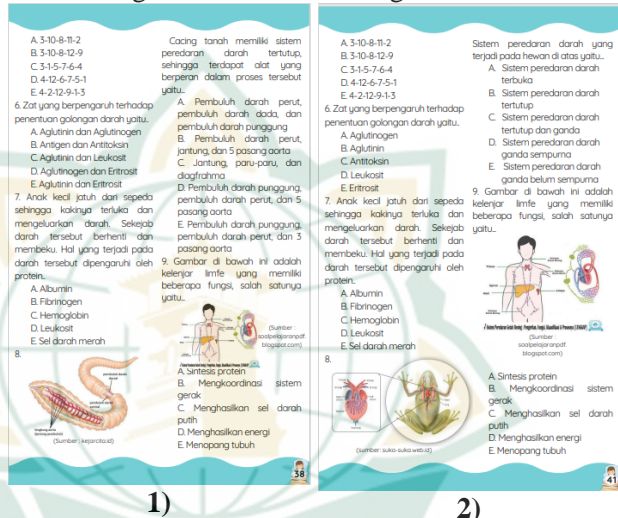 A. 3-10-8-11-2
B. 3-10-8-12-9
C. 3-1-5-7-6-4
D. 4-12-6-7-5-1
E. 4-2-12-9-1-3
6. Zat yang berpengaruh terhadap
penentuan golongan darah yaitu...
A. Aglutinin dan Aglutinogen
B. Antigen dan Antitoksin
C. Aglutinin dan Leukosit
D. Aglutinogen dan Eritrosit
E. Aglutinin dan Eritrosit
7. Anak kecil jatuh dari sepeda
sehingga kakinya terluka dan
mengeluarkan darah. Sekejab
darah tersebut berhenti dan
membeku. Hal yang terjadi pada
darah tersebut dipengaruhi oleh
protein..
A. Albumin
B. Fibrinogen
C. Hemoglobin
D. Leukosit
E. Sel darah merah
8.
(Sumber : kejarcita.id)
Cacing tanah memiliki sistem
peredaran darah tertutup,
sehingga terdapat alat yang
berperan dalam proses tersebut
yaitu...
A. Pembuluh darah perut,
pembuluh darah dada, dan
pembuluh darah punggung
B. Pembuluh darah perut,
jantung, dan 5 pasang aorta
C. Jantung, paru-paru, dan
diagfrahma
D. Pembuluh darah punggung,
pembuluh darah perut, dan 5
pasang aorta
E. Pembuluh darah punggung,
pembuluh darah perut, dan 3
pasang aorta
9. Gambar di bawah ini adalah
kelenjar limfe yang memiliki
beberapa fungsi, salah satunya
yaitu...
(Sumber :
soalpelajaranpdf.
blogspot.com)
A. Sintesis protein
B. Mengkoordinasi sistem
gerak
C. Menghasilkan sel darah
putih
D. Menghasilkan energi
E. Menopang tubuh
38
1)
A. 3-10-8-11-2
B. 3-10-8-12-9
C. 3-1-5-7-6-4
D. 4-12-6-7-5-1
E. 4-2-12-9-1-3
6. Zat yang berpengaruh terhadap
penentuan golongan darah yaitu...
A. Aglutinogen
B. Aglutinin
C. Antitoksin
D. Leukosit
E. Eritrosit
7. Anak kecil jatuh dari sepeda
sehingga kakinya terluka dan
mengeluarkan darah. Sekejab
darah tersebut berhenti dan
membeku. Hal yang terjadi pada
darah tersebut dipengaruhi oleh
protein..
A. Albumin
B. Fibrinogen
C. Hemoglobin
D. Leukosit
E. Sel darah merah
8.
(sumber : suka-suka.web.id)
Sistem peredaran darah yang
terjadi pada hewan di atas yaitu...
A. Sistem peredaran darah
terbuka
B. Sistem peredaran darah
tertutup
C. Sistem peredaran darah
tertutup dan ganda
D. Sistem peredaran darah
ganda sempurna
E. Sistem peredaran darah
ganda belum sempurna
9. Gambar di bawah ini adalah
kelenjar limfe yang memiliki
beberapa fungsi, salah satunya
yaitu...
(Sumber :
soalpelajaranpdf.
blogspot.com)
A. Sintesis protein
B. Mengkordinasi sistem
gerak
C. Menghasilkan sel darah
putih
D. Menghasilkan energi
E. Menopang tubuh
41
2)